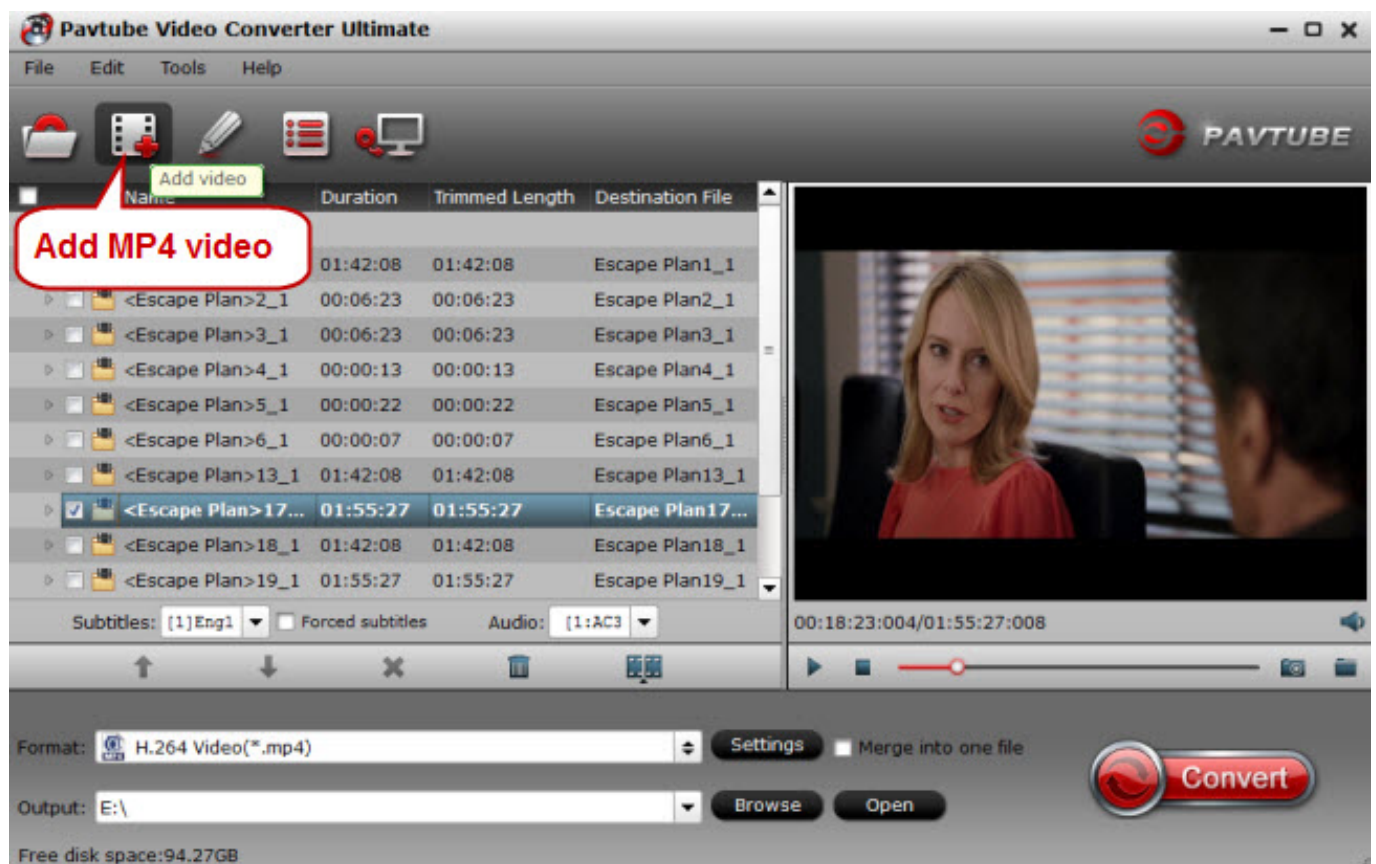 Pavtube Video Converter Ultimate
File Edit Tools Help
PAVTUBE
Add video
Name Duration Trimmed Length Destination File
Add MP4 video
01:42:08 01:42:08 Escape Plan1_1
<Escape Plan>2_1 00:06:23 00:06:23 Escape Plan2_1
<Escape Plan>3_1 00:06:23 00:06:23 Escape Plan3_1
<Escape Plan>4_1 00:00:13 00:00:13 Escape Plan4_1
<Escape Plan>5_1 00:00:22 00:00:22 Escape Plan5_1
<Escape Plan>6_1 00:00:07 00:00:07 Escape Plan6_1
<Escape Plan>13_1 01:42:08 01:42:08 Escape Plan13_1
<Escape Plan>17... 01:55:27 01:55:27 Escape Plan17...
<Escape Plan>18_1 01:42:08 01:42:08 Escape Plan18_1
<Escape Plan>19_1 01:55:27 01:55:27 Escape Plan19_1
Subtitles: [1]Engl Forced subtitles Audio: [1:AC3
00:18:23:004/01:55:27:008
Format: H.264 Video(*.mp4) Settings Merge into one file
Convert
Output: E:\ Browse Open
Free disk space:94.27GB